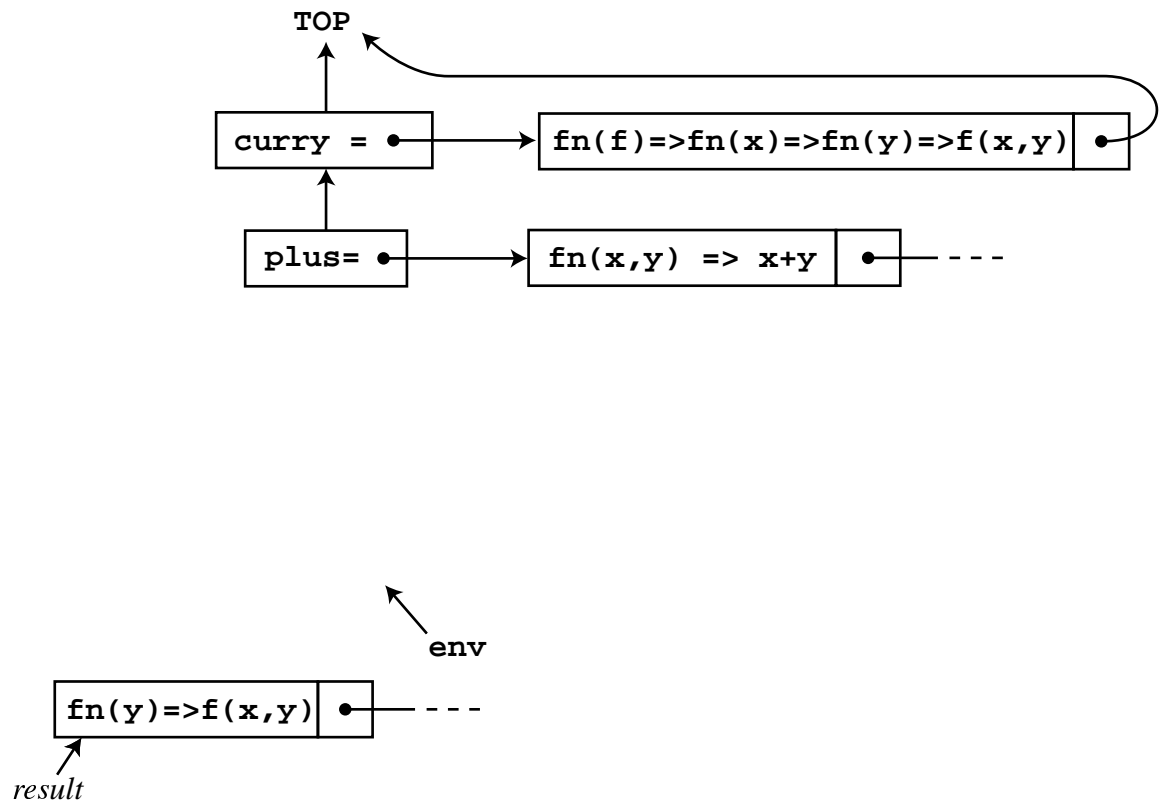 TOP
curry =
fn(f)=>fn(x)=>fn(y)=>f(x,y)
plus=
fn(x,y) => x+y
env
fn(y)=>f(x,y)
result